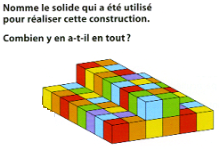 Nomme le solide qui a été utilisé
pour réaliser cette construction.
Combien y en a-t-il en tout ?